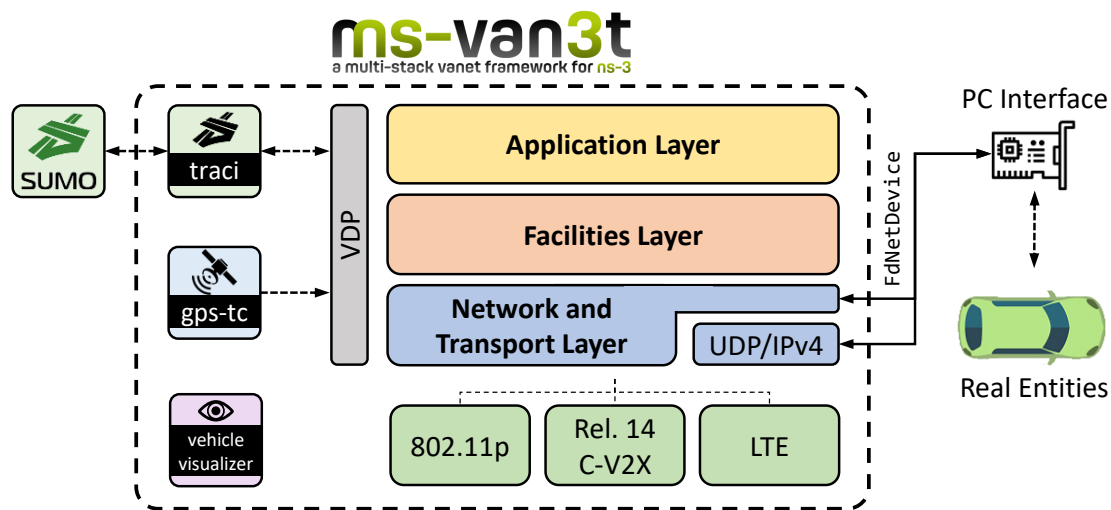 ms-van3t
a multi-stack vanet framework for ns-3
SUMO
traci
gps-tc
vehicle
visualizer
VDP
Application Layer
Facilities Layer
Network and
Transport Layer
UDP/IPv4
802.11p
Rel. 14
C-V2X
LTE
FdNetDevice
PC Interface
Real Entities